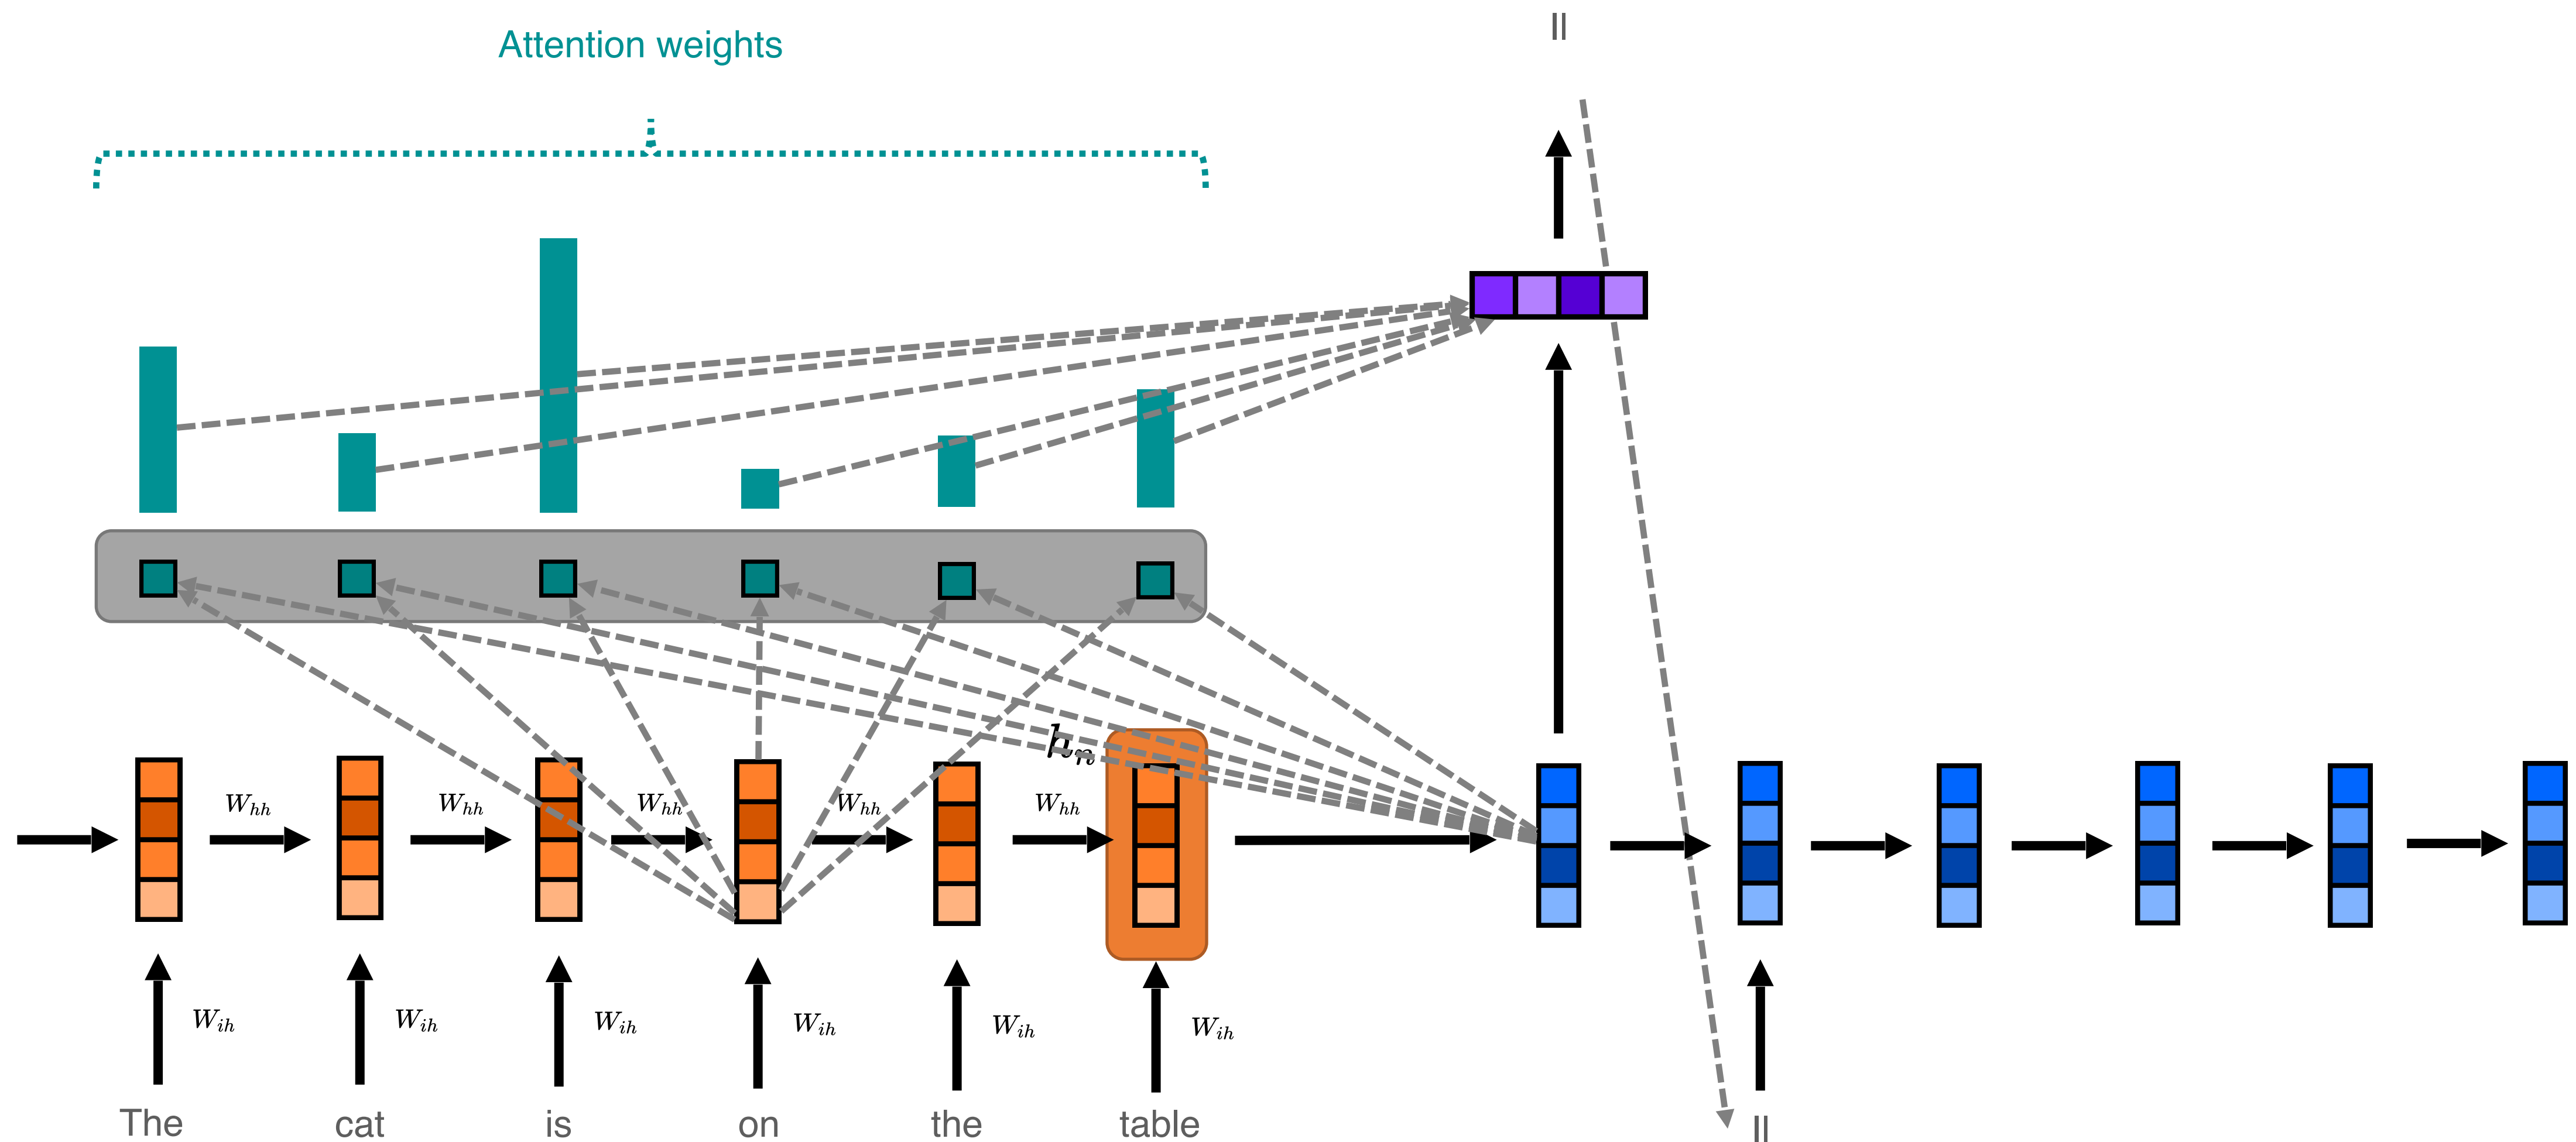 Attention weights
Il
h_n
W_hh W_hh W_hh W_hh W_hh
W_ih W_ih W_ih W_ih W_ih W_ih
The cat is on the table
Il